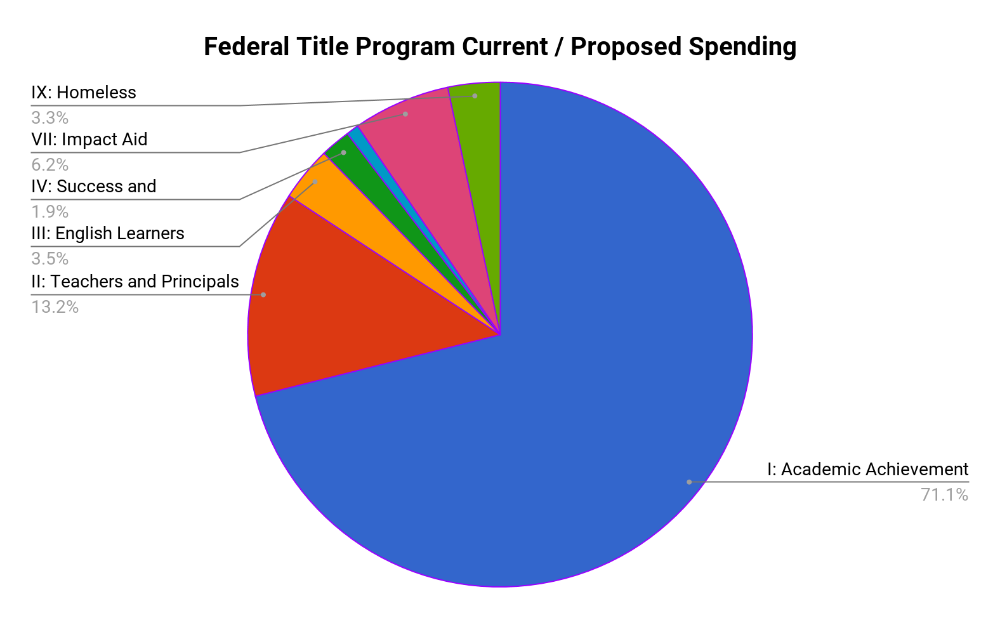 Federal Title Program Current / Proposed Spending
IX: Homeless
3.3%
VII: Impact Aid
6.2%
IV: Success and
1.9%
III: English Learners
3.5%
II: Teachers and Principals
13.2%
I: Academic Achievement
71.1%